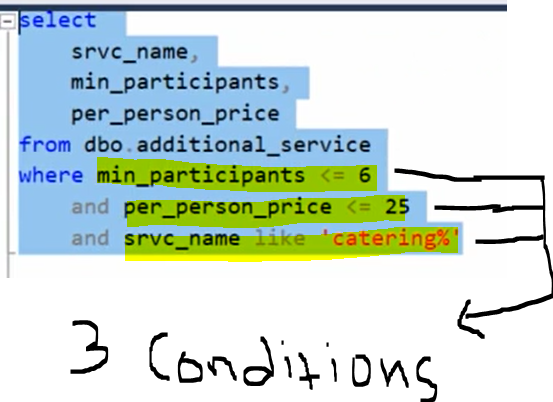 select
srvc_name,
min_participants,
per_person_price
from dbo.additional_service
where min_participants <= 6
and per_person_price <= 25
and srvc_name like 'catering%'
3 Conditions